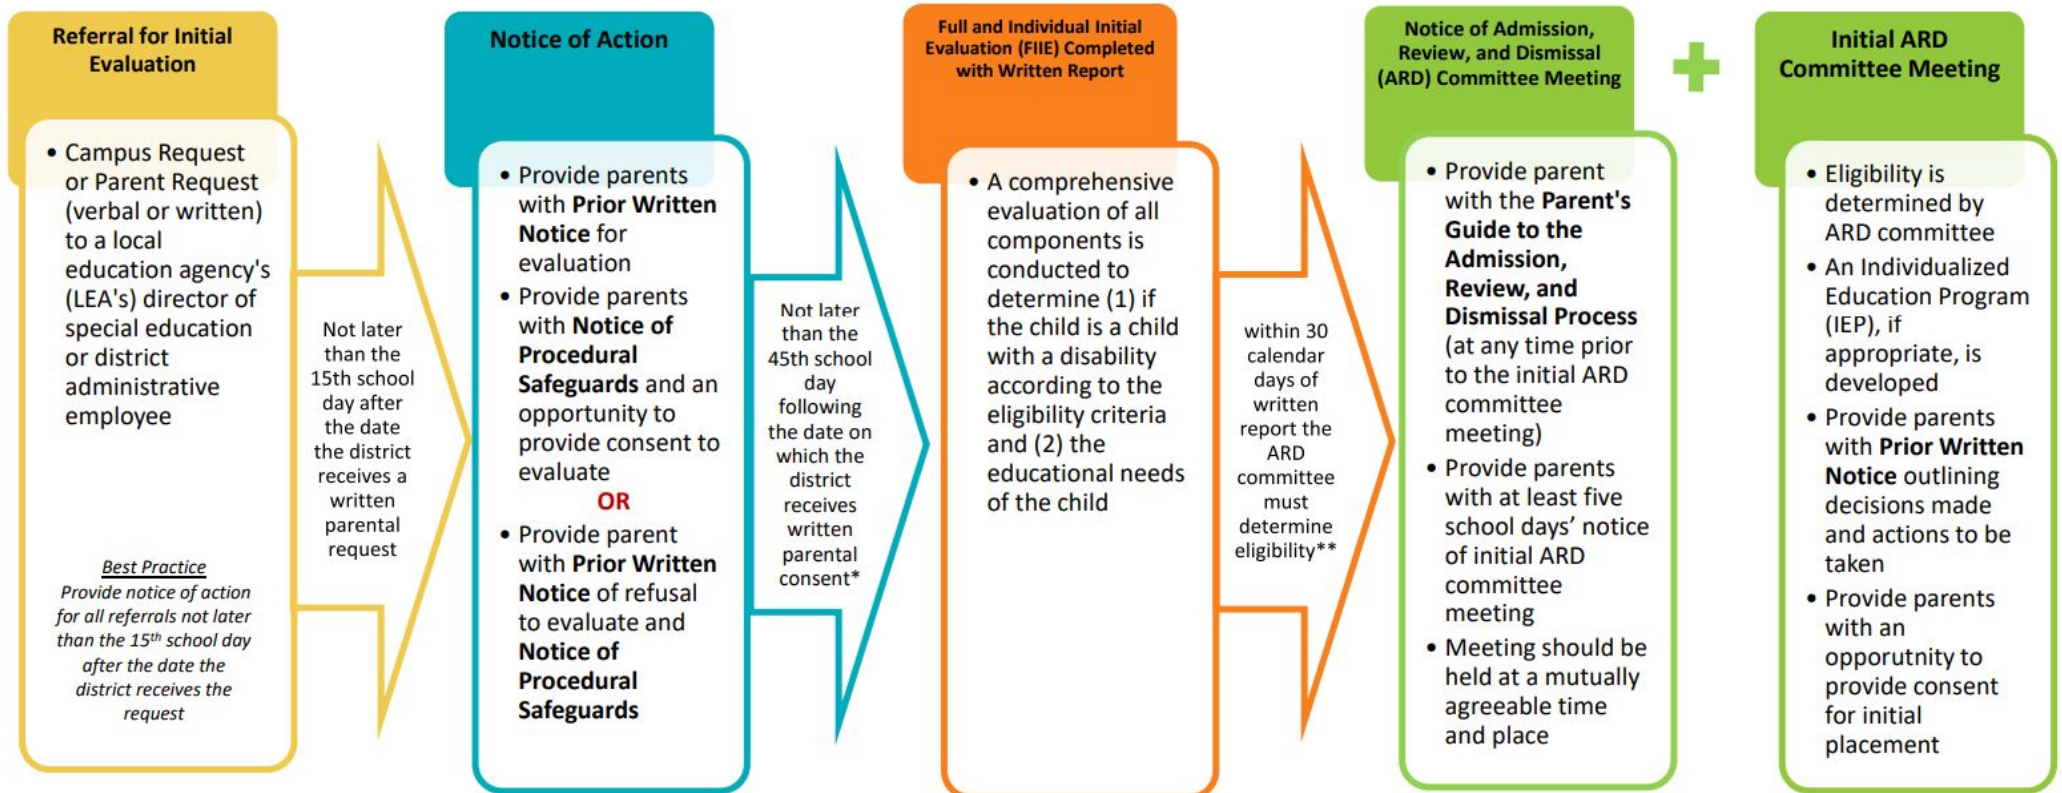 Referral for Initial
Evaluation
• Campus Request
or Parent Request
(verbal or written)
to a local
education agency's
(LEA's) director of
special education
or district
administrative
employee
Best Practice
Provide notice of action
for all referrals not later
than the 15th school day
after the date the
district receives the
request
Not later
than the
15th school
day after
the date
the district
receives a
written
parental
request
Notice of Action
• Provide parents
with Prior Written
Notice for
evaluation
• Provide parents
with Notice of
Procedural
Safeguards and an
opportunity to
provide consent to
evaluate
OR
• Provide parent
with Prior Written
Notice of refusal
to evaluate and
Notice of
Procedural
Safeguards
Not later
than the
45th school
day
following
the date on
which the
district
receives
written
parental
consent*
Full and Individual Initial
Evaluation (FIIE) Completed
with Written Report
• A comprehensive
evaluation of all
components is
conducted to
determine (1) if
the child is a child
with a disability
according to the
eligibility criteria
and (2) the
educational needs
of the child
within 30
calendar
days of
written
report the
ARD
committee
must
determine
eligibility**
Notice of Admission,
Review, and Dismissal
(ARD) Committee Meeting
• Provide parent
with the Parent's
Guide to the
Admission,
Review, and
Dismissal Process
(at any time prior
to the initial ARD
committee
meeting)
• Provide parents
with at least five
school days’ notice
of initial ARD
committee
meeting
• Meeting should be
held at a mutually
agreeable time
and place
Initial ARD
Committee Meeting
• Eligibility is
determined by
ARD committee
• An Individualized
Education Program
(IEP), if
appropriate, is
developed
• Provide parents
with Prior Written
Notice outlining
decisions made
and actions to be
taken
• Provide parents
with an
opporutnity to
provide consent
for initial
placement